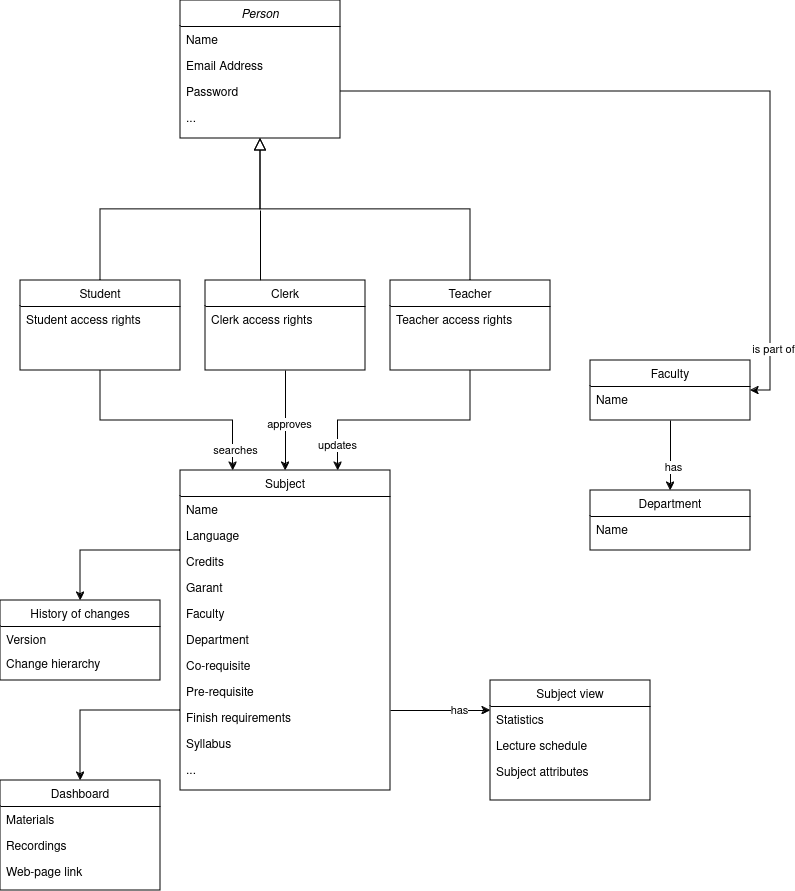 Person
Name
Email Address
Password
...
Student
Student access rights
Clerk
Clerk access rights
Teacher
Teacher access rights
is part of
Faculty
Name
has
Department
Name
searches
approves
updates
Subject
Name
Language
Credits
Garant
Faculty
Department
Co-requisite
Pre-requisite
Finish requirements
Syllabus
...
History of changes
Version
Change hierarchy
has
Subject view
Statistics
Lecture schedule
Subject attributes
Dashboard
Materials
Recordings
Web-page link